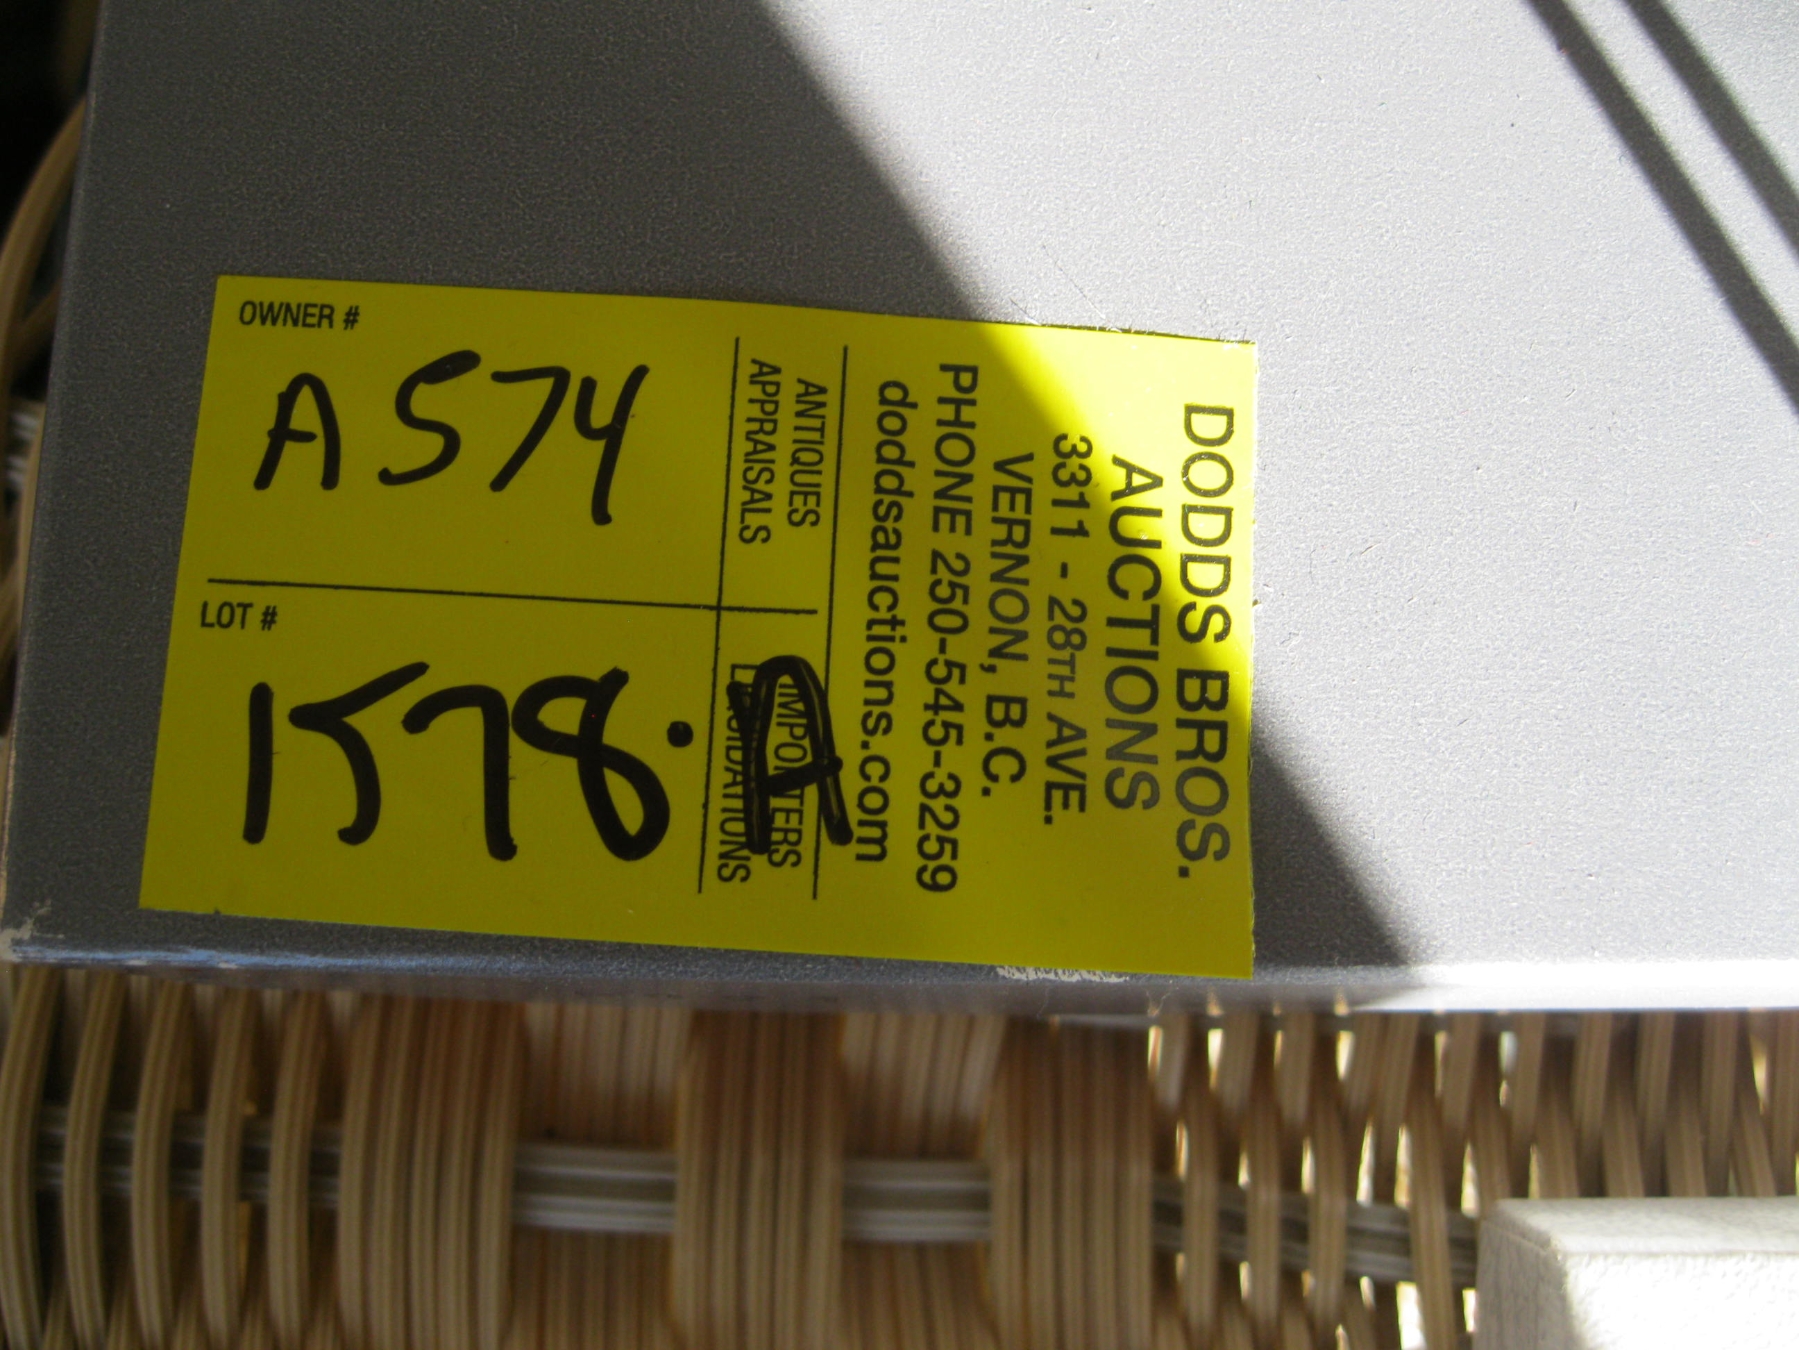 DODDS BROS.
AUCTIONS
3311 - 28TH AVE.
VERNON, B.C.
PHONE 250-545-3259
doddsauctions.com
ANTIQUES
APPRAISALS
IMPORTERS
LIQUIDATIONS
OWNER #
A574
LOT #
1578.A